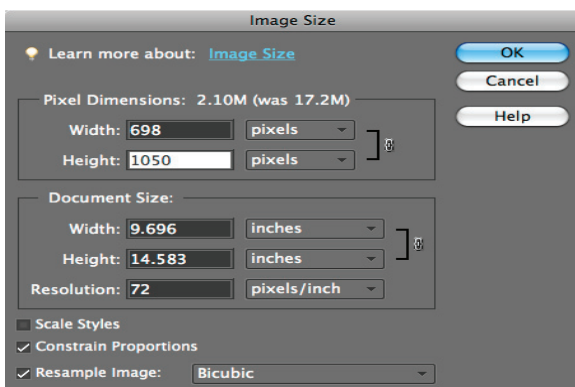 Image Size
Learn more about: Image Size
OK
Cancel
Help
Pixel Dimensions: 2.10M (was 17.2M)
Width: 698 pixels
Height: 1050 pixels
Document Size:
Width: 9.696 inches
Height: 14.583 inches
Resolution: 72 pixels/inch
Scale Styles
Constrain Proportions
Resample Image: Bicubic